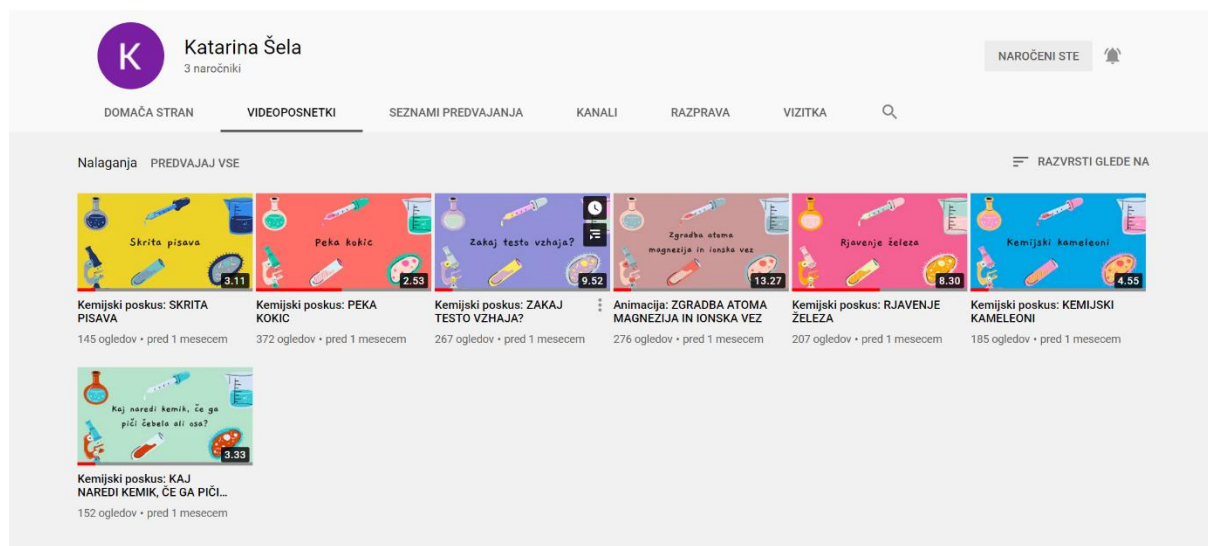 K
Katarina Šela
3 naročniki
NAROČENI STE
DOMAČA STRAN VIDEOPOSNETKI SEZNAMI PREDVAJANJA KANALI RAZPRAVA VIZITKA
Nalaganja PREDVAJAJ VSE
RAZVRSTI GLEDE NA
Skrita pisava
3.11
Kemijski poskus: SKRITA
PISAVA
145 ogledov • pred 1 mesecem
Peka kokic
2.53
Kemijski poskus: PEKA
KOKIC
372 ogledov • pred 1 mesecem
Zakaj testo vzhaja?
9.52
Kemijski poskus: ZAKAJ
TESTO VZHAJA?
267 ogledov • pred 1 mesecem
Zgradba atoma
magnezija in ionska vez
13.27
Animacija: ZGRADBA ATOMA
MAGNEZIJA IN IONSKA VEZ
276 ogledov • pred 1 mesecem
Rjavenje železa
8.30
Kemijski poskus: RJAVENJE
ŽELEZA
207 ogledov • pred 1 mesecem
Kemijski kameleoni
4.55
Kemijski poskus: KEMIJSKI
KAMELEONI
185 ogledov • pred 1 mesecem
Kaj naredi kemik, če ga
piči čebela ali osa?
3.33
Kemijski poskus: KAJ
NAREDI KEMIK, ČE GA PIČI...
152 ogledov • pred 1 mesecem